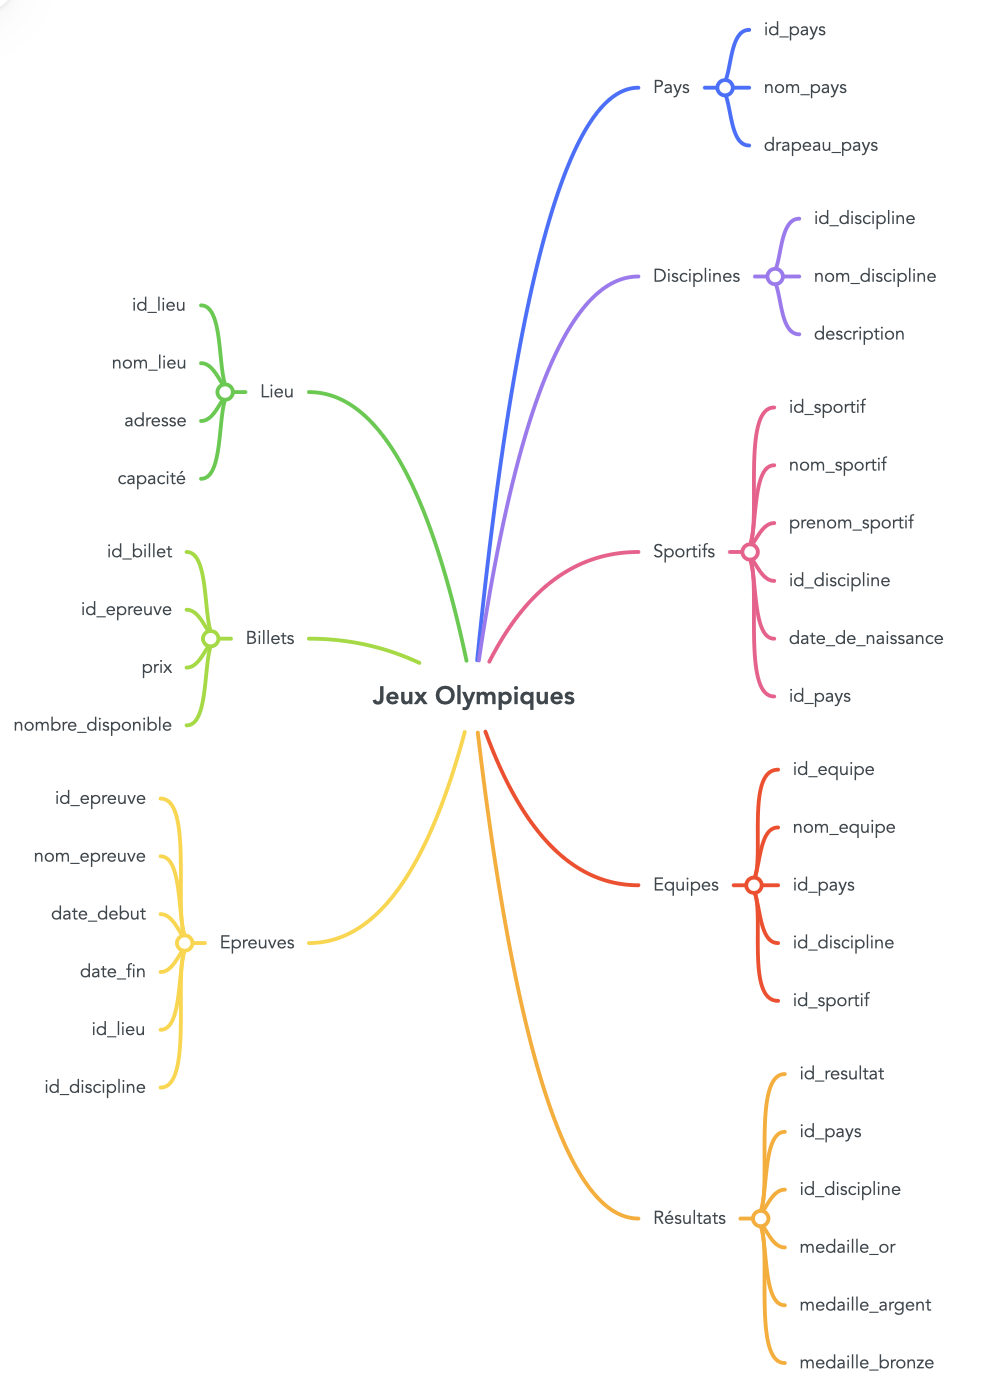 Jeux Olympiques
Pays
id_pays
nom_pays
drapeau_pays
Disciplines
id_discipline
nom_discipline
description
Sportifs
id_sportif
nom_sportif
prenom_sportif
id_discipline
date_de_naissance
id_pays
Equipes
id_equipe
nom_equipe
id_pays
id_discipline
id_sportif
Résultats
id_resultat
id_pays
id_discipline
medaille_or
medaille_argent
medaille_bronze
Lieu
id_lieu
nom_lieu
adresse
capacité
Billets
id_billet
id_epreuve
prix
nombre_disponible
Epreuves
id_epreuve
nom_epreuve
date_debut
date_fin
id_lieu
id_discipline